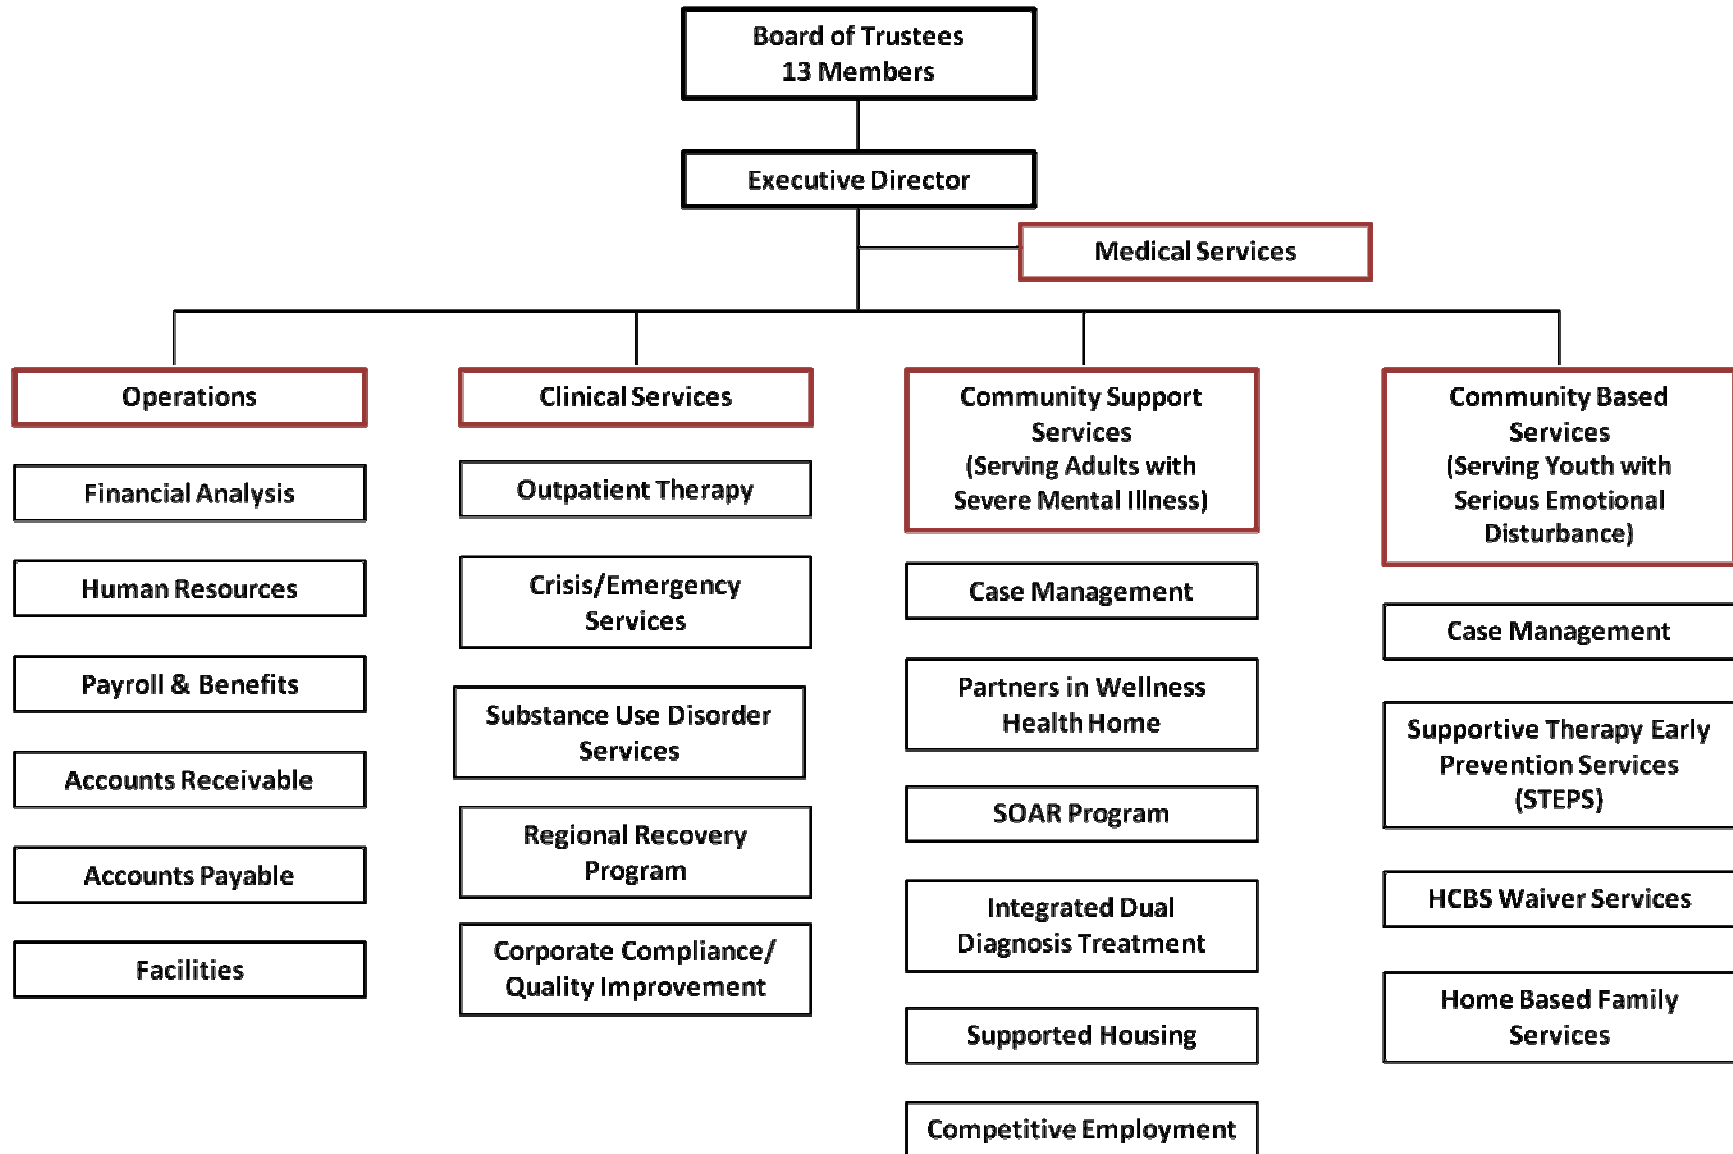 Board of Trustees
13 Members
Executive Director
Medical Services
Operations
Financial Analysis
Human Resources
Payroll & Benefits
Accounts Receivable
Accounts Payable
Facilities
Clinical Services
Outpatient Therapy
Crisis/Emergency
Services
Substance Use Disorder
Services
Regional Recovery
Program
Corporate Compliance/
Quality Improvement
Community Support
Services
(Serving Adults with
Severe Mental Illness)
Case Management
Partners in Wellness
Health Home
SOAR Program
Integrated Dual
Diagnosis Treatment
Supported Housing
Competitive Employment
Community Based
Services
(Serving Youth with
Serious Emotional
Disturbance)
Case Management
Supportive Therapy Early
Prevention Services
(STEPS)
HCBS Waiver Services
Home Based Family
Services